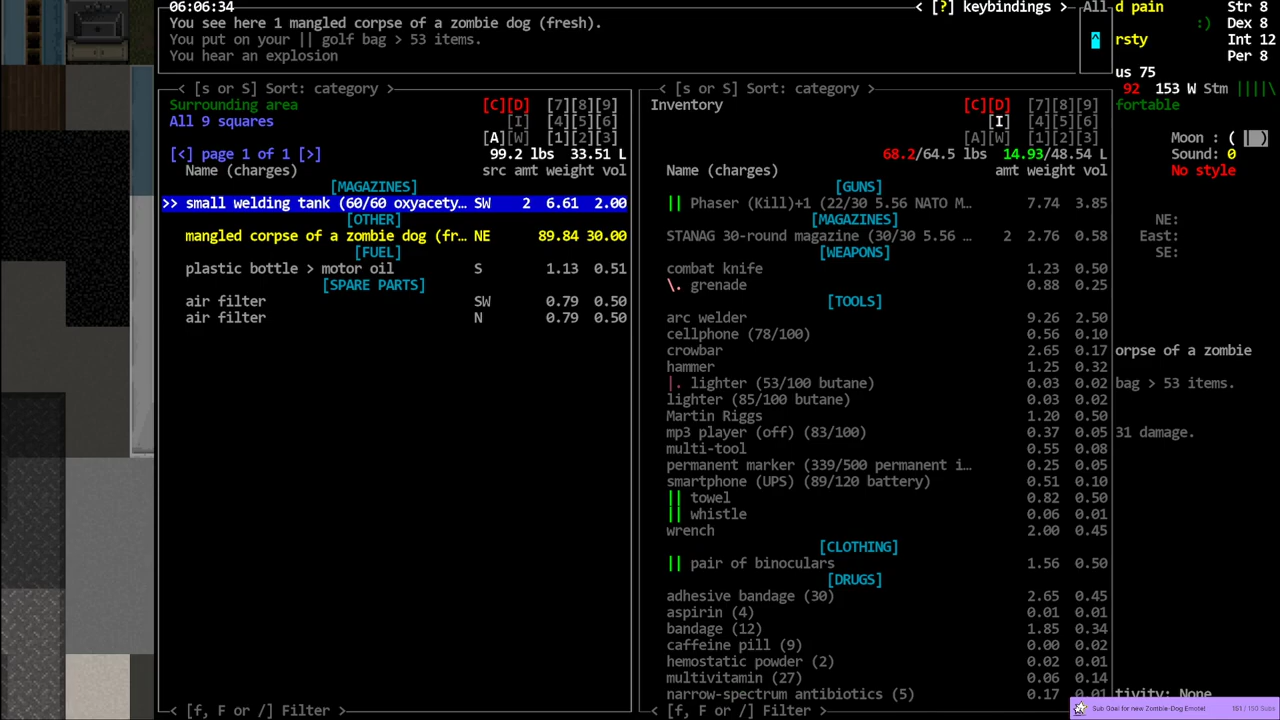 06:06:34
< [?] keybindings >
All
d pain
Str 8
You see here 1 mangled corpse of a zombie dog (fresh).
:)
Dex 8
You put on your || golf bag > 53 items.
^
rsty
Int 12
You hear an explosion
Per 8
us 75
< [s or S] Sort: category >
< [s or S] Sort: category >
92 153 W Stm ||||\
Surrounding area
[C][D] [7][8][9]
Inventory
[C][D] [7][8][9]
fortable
All 9 squares
[I] [4][5][6]
[I] [4][5][6]
[A][W] [1][2][3]
[A][W] [1][2][3]
Moon : ( |)
[<] page 1 of 1 [>]
99.2 lbs 33.51 L
68.2/64.5 lbs 14.93/48.54 L
Sound: 0
Name (charges) src amt weight vol
Name (charges) amt weight vol
No style
[MAGAZINES]
[GUNS]
>> small welding tank (60/60 oxyacety… SW 2 6.61 2.00
|| Phaser (Kill)+1 (22/30 5.56 NATO M… 7.74 3.85
NE:
[OTHER]
[MAGAZINES]
mangled corpse of a zombie dog (fr… NE 89.84 30.00
STANAG 30-round magazine (30/30 5.56 … 2 2.76 0.58
East:
[FUEL]
[WEAPONS]
SE:
plastic bottle > motor oil S 1.13 0.51
combat knife 1.23 0.50
[SPARE PARTS]
\. grenade 0.88 0.25
air filter SW 0.79 0.50
[TOOLS]
air filter N 0.79 0.50
arc welder 9.26 2.50
cellphone (78/100) 0.56 0.10
crowbar 2.65 0.17
orpse of a zombie
hammer 1.25 0.32
|. lighter (53/100 butane) 0.03 0.02
bag > 53 items.
lighter (85/100 butane) 0.03 0.02
Martin Riggs 1.20 0.50
mp3 player (off) (83/100) 0.37 0.05
31 damage.
multi-tool 0.55 0.08
permanent marker (339/500 permanent i… 0.25 0.05
smartphone (UPS) (89/120 battery) 0.51 0.10
|| towel 0.82 0.50
|| whistle 0.06 0.01
wrench 2.00 0.45
[CLOTHING]
|| pair of binoculars 1.56 0.50
[DRUGS]
adhesive bandage (30) 2.65 0.45
aspirin (4) 0.01 0.01
bandage (12) 1.85 0.34
caffeine pill (9) 0.00 0.02
hemostatic powder (2) 0.02 0.01
multivitamin (27) 0.06 0.14
narrow-spectrum antibiotics (5) 0.17 0.01
tivity: None
< [f, F or /] Filter >
< [f, F or /] Filter >
Sub Goal for new Zombie-Dog Emote! 151 / 150 Subs